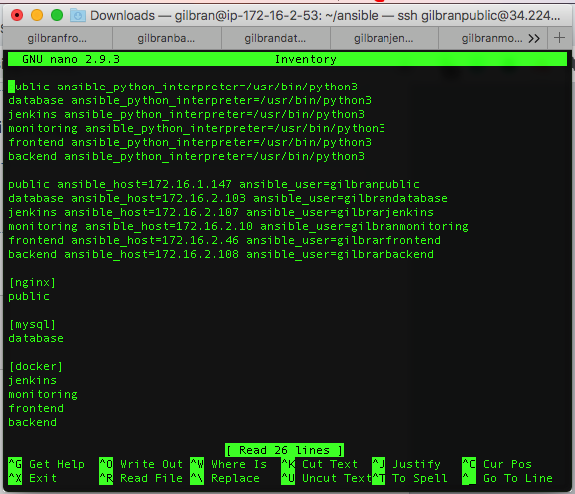 Downloads — gilbran@ip-172-16-2-53: ~/ansible — ssh gilbranpublic@34.224...
gilbranfro... gilbranba... gilbrandat... gilbranjen... gilbranmo... >> +
GNU nano 2.9.3 Inventory
public ansible_python_interpreter=/usr/bin/python3
database ansible_python_interpreter=/usr/bin/python3
jenkins ansible_python_interpreter=/usr/bin/python3
monitoring ansible_python_interpreter=/usr/bin/python3
frontend ansible_python_interpreter=/usr/bin/python3
backend ansible_python_interpreter=/usr/bin/python3
public ansible_host=172.16.1.147 ansible_user=gilbranpublic
database ansible_host=172.16.2.103 ansible_user=gilbrandatabase
jenkins ansible_host=172.16.2.107 ansible_user=gilbrarjenkins
monitoring ansible_host=172.16.2.10 ansible_user=gilbranmonitoring
frontend ansible_host=172.16.2.46 ansible_user=gilbrarfrontend
backend ansible_host=172.16.2.108 ansible_user=gilbrarbackend
[nginx]
public
[mysql]
database
[docker]
jenkins
monitoring
frontend
backend
[ Read 26 lines ]
^G Get Help ^O Write Out ^W Where Is ^K Cut Text ^J Justify ^C Cur Pos
^X Exit ^R Read File ^\ Replace ^U Uncut Text ^T To Spell ^_ Go To Line